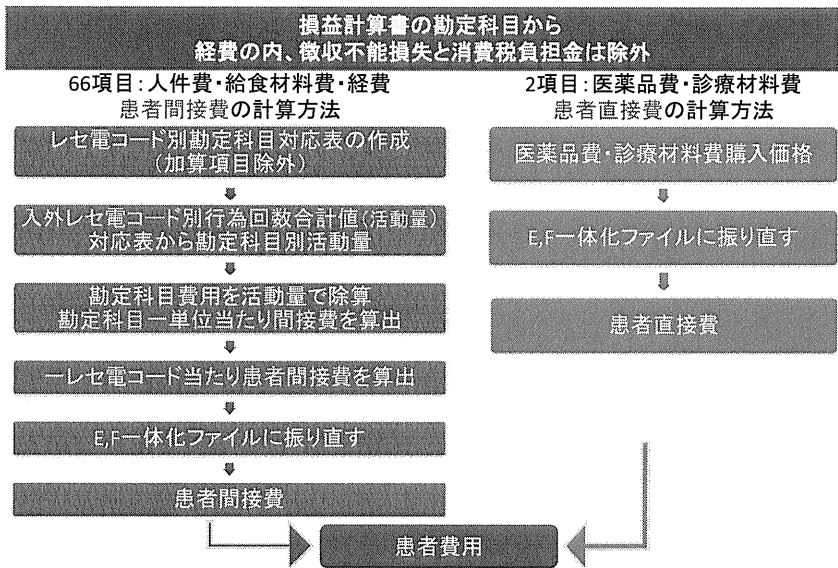 損益計算書の勘定科目から
経費の内、徴収不能損失と消費税負担金は除外
66項目:人件費・給食材料費・経費
患者間接費の計算方法
レセ電コード別勘定科目対応表の作成
(加算項目除外)
入外レセ電コード別行為回数合計値(活動量)
対応表から勘定科目別活動量
勘定科目費用を活動量で除算
勘定科目一単位当たり間接費を算出
一レセ電コード当たり患者間接費を算出
E,F一体化ファイルに振り直す
患者間接費
2項目:医薬品費・診療材料費
患者直接費の計算方法
医薬品費・診療材料費購入価格
E,F一体化ファイルに振り直す
患者直接費
患者費用